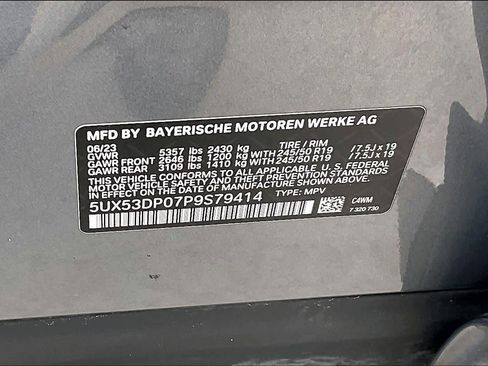 MFD BY BAYERISCHE MOTOREN WERKE AG
06/23 TIRE / RIM
GVWR 5357 lbs 2430 kg
GAWR FRONT 2646 lbs 1200 kg WITH 245/50 R19 / 7.5J x 19
GAWR REAR 3109 lbs 1410 kg WITH 245/50 R19 / 7.5J x 19
THIS VEHICLE CONFORMS TO ALL APPLICABLE U. S. FEDERAL
MOTOR VEHICLE SAFETY AND THEFT PREVENTION STANDARDS
IN EFFECT ON THE DATE OF MANUFACTURE SHOWN ABOVE.
5UX53DP07P9S79414 TYPE: MPV
C4WM
7 320 730